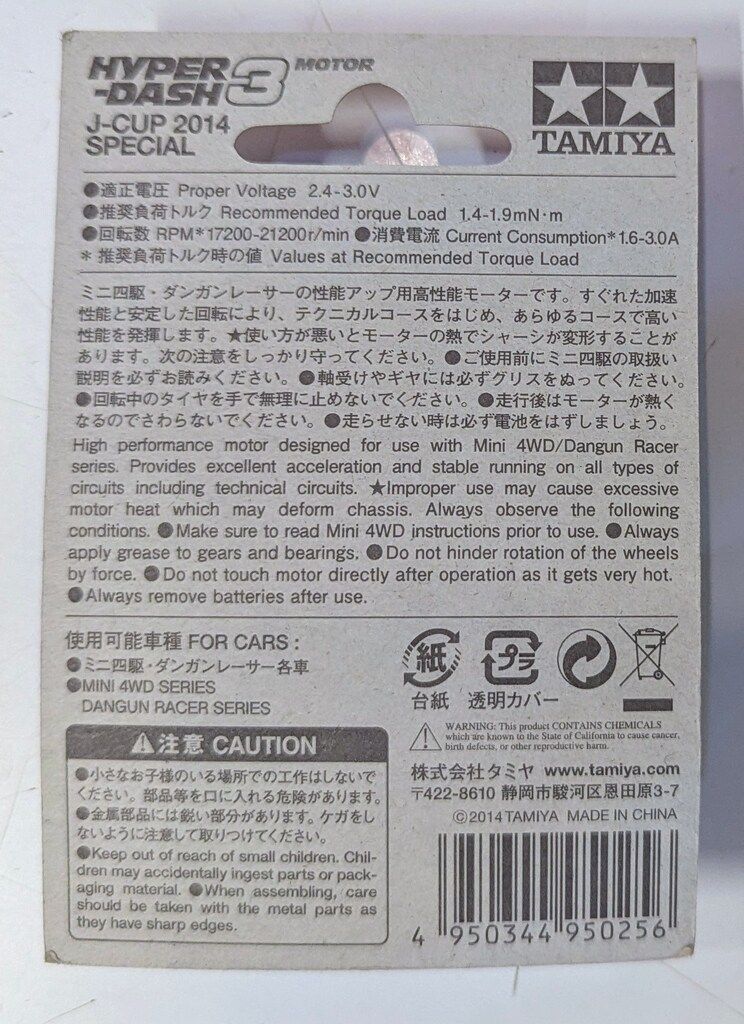 HYPER
-DASH 3 MOTOR
J-CUP 2014
SPECIAL
TAMIYA
●適正電圧 Proper Voltage 2.4-3.0V
●推奨負荷トルク Recommended Torque Load 1.4-1.9mN·m
●回転数 RPM*17200-21200r/min ●消費電流 Current Consumption*1.6-3.0A
* 推奨負荷トルク時の値 Values at Recommended Torque Load
ミニ四駆・ダンガンレーサーの性能アップ用高性能モーターです。すぐれた加速
性能と安定した回転により、テクニカルコースをはじめ、あらゆるコースで高い
性能を発揮します。★使い方が悪いとモーターの熱でシャーシが変形することが
あります。次の注意をしっかり守ってください。●ご使用前にミニ四駆の取扱い
説明を必ずお読みください。●軸受けやギヤには必ずグリスをぬってください。
●回転中のタイヤを手で無理に止めないでください。●走行後はモーターが熱く
なるのでさわらないでください。●走らせない時は必ず電池をはずしましょう。
High performance motor designed for use with Mini 4WD/Dangun Racer
series. Provides excellent acceleration and stable running on all types of
circuits including technical circuits. ★Improper use may cause excessive
motor heat which may deform chassis. Always observe the following
conditions. ●Make sure to read Mini 4WD instructions prior to use. ●Always
apply grease to gears and bearings. ●Do not hinder rotation of the wheels
by force. ●Do not touch motor directly after operation as it gets very hot.
●Always remove batteries after use.
使用可能車種 FOR CARS :
●ミニ四駆・ダンガンレーサー各車
●MINI 4WD SERIES
DANGUN RACER SERIES
紙
プラ
台紙 透明カバー
WARNING: This product CONTAINS CHEMICALS
which are known to the State of California to cause cancer,
birth defects, or other reproductive harm.
株式会社タミヤ www.tamiya.com
〒422-8610 静岡市駿河区恩田原3-7
©2014TAMIYA MADE IN CHINA
注意 CAUTION
●小さなお子様のいる場所での工作はしないで
ください。部品等を口に入れる危険があります。
●金属部品には鋭い部分があります。ケガをし
ないように注意して取りつけてください。
●Keep out of reach of small children. Chil-
dren may accidentally ingest parts or pack-
aging material. ●When assembling, care
should be taken with the metal parts as
they have sharp edges.
4 950344 950256